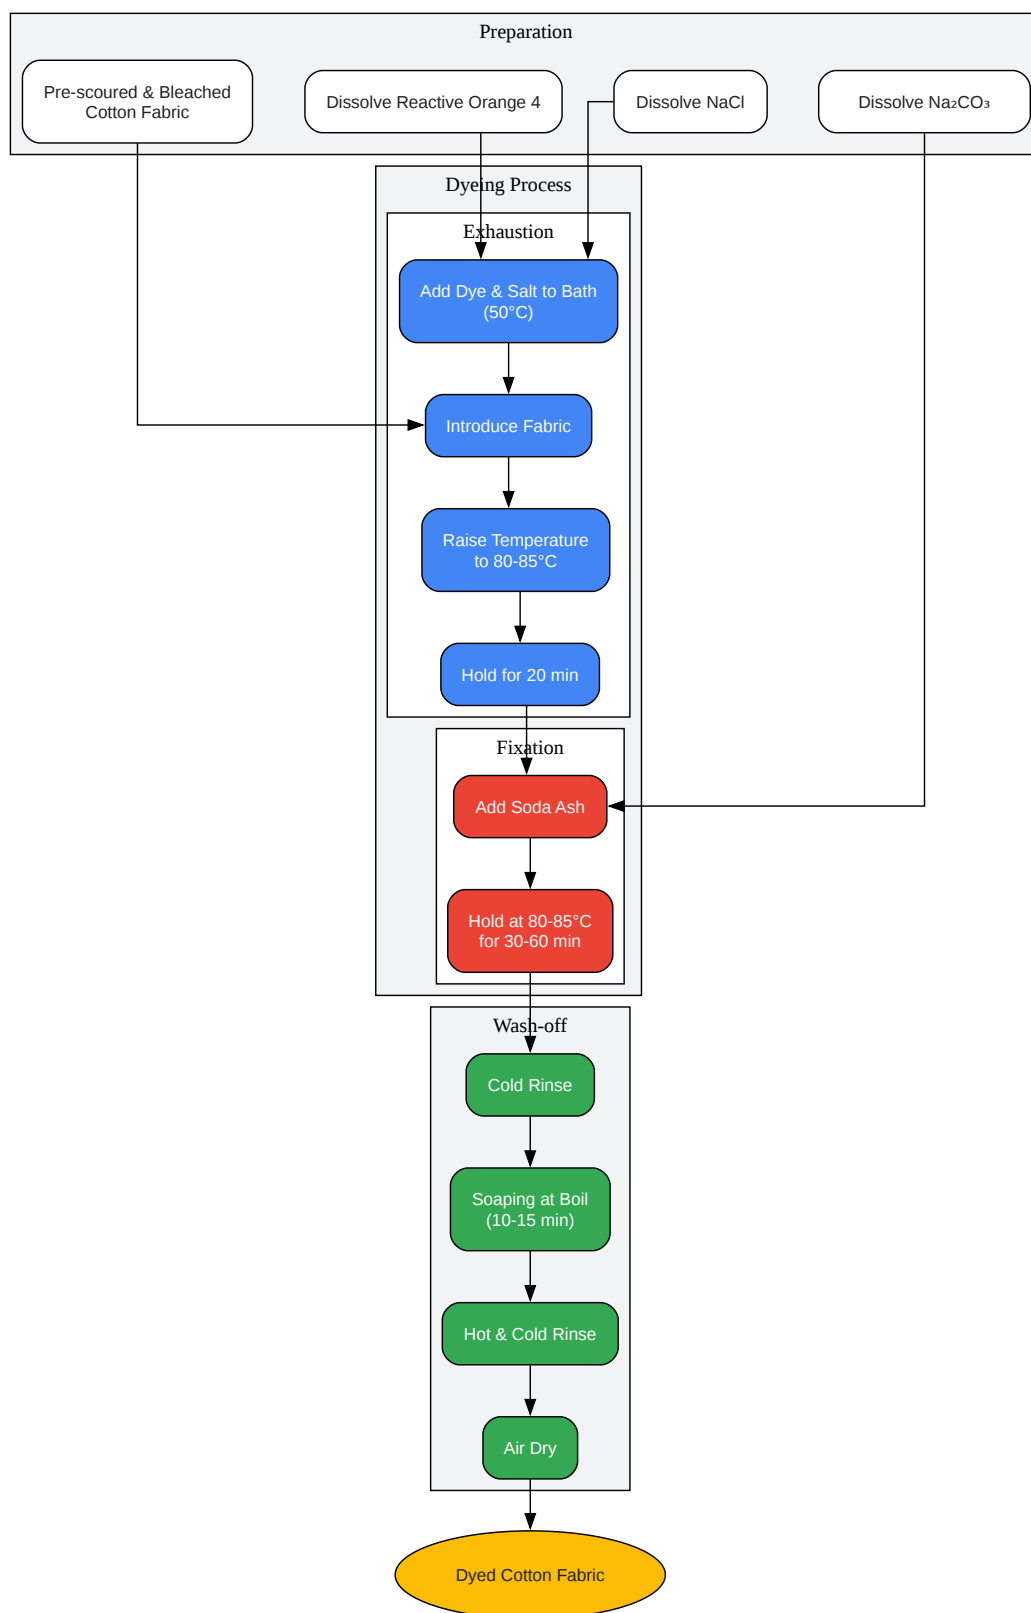 Preparation
Pre-scoured & Bleached
Cotton Fabric
Dissolve Reactive Orange 4
Dissolve NaCl
Dissolve Na₂CO₃
Dyeing Process
Exhaustion
Add Dye & Salt to Bath
(50°C)
Introduce Fabric
Raise Temperature
to 80-85°C
Hold for 20 min
Fixation
Add Soda Ash
Hold at 80-85°C
for 30-60 min
Wash-off
Cold Rinse
Soaping at Boil
(10-15 min)
Hot & Cold Rinse
Air Dry
Dyed Cotton Fabric